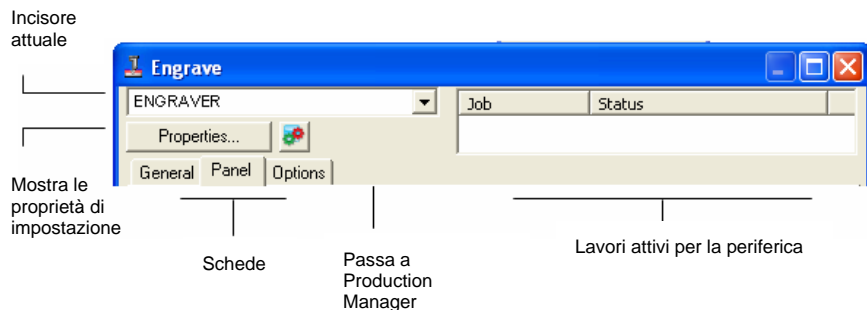 Incisore
attuale
Engrave
ENGRAVER
Job Status
Properties...
General Panel Options
Mostra le
proprietà di
impostazione
Schede
Passa a
Production
Manager
Lavori attivi per la periferica